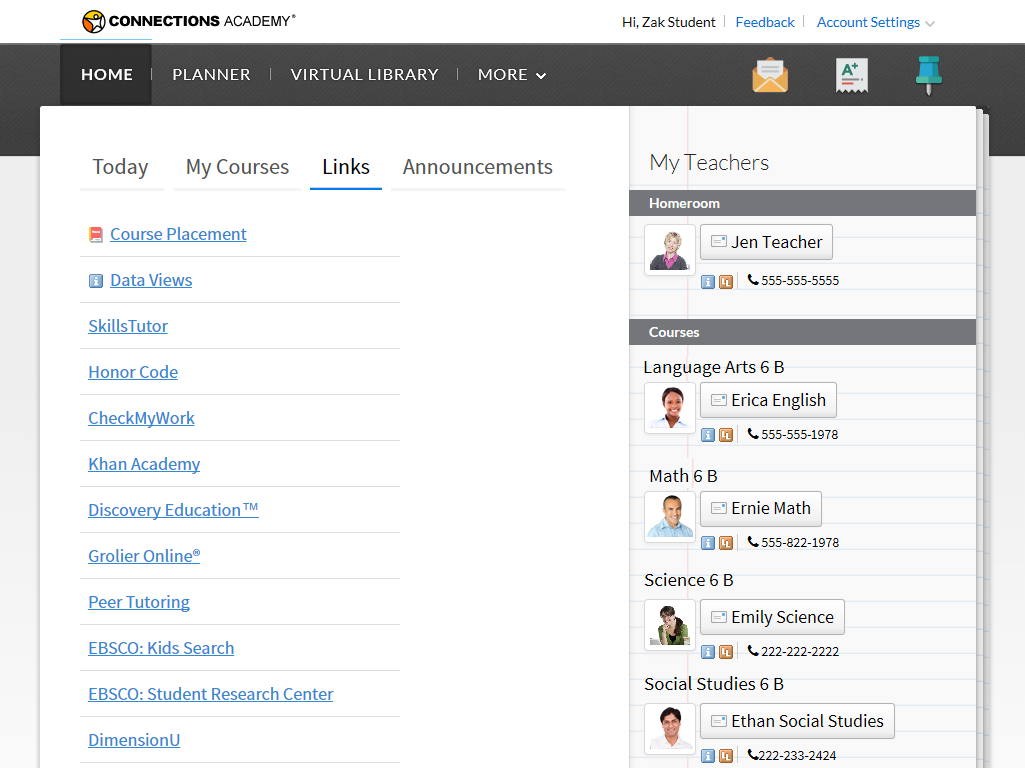 CONNECTIONS ACADEMY®
Hi, Zak Student
Feedback
Account Settings
HOME
PLANNER
VIRTUAL LIBRARY
MORE
A+
Today
My Courses
Links
Announcements
Course Placement
Data Views
SkillsTutor
Honor Code
CheckMyWork
Khan Academy
Discovery Education™
Grolier Online®
Peer Tutoring
EBSCO: Kids Search
EBSCO: Student Research Center
DimensionU
My Teachers
Homeroom
Jen Teacher
555-555-5555
Courses
Language Arts 6 B
Erica English
555-555-1978
Math 6 B
Ernie Math
555-822-1978
Science 6 B
Emily Science
222-222-2222
Social Studies 6 B
Ethan Social Studies
222-233-2424